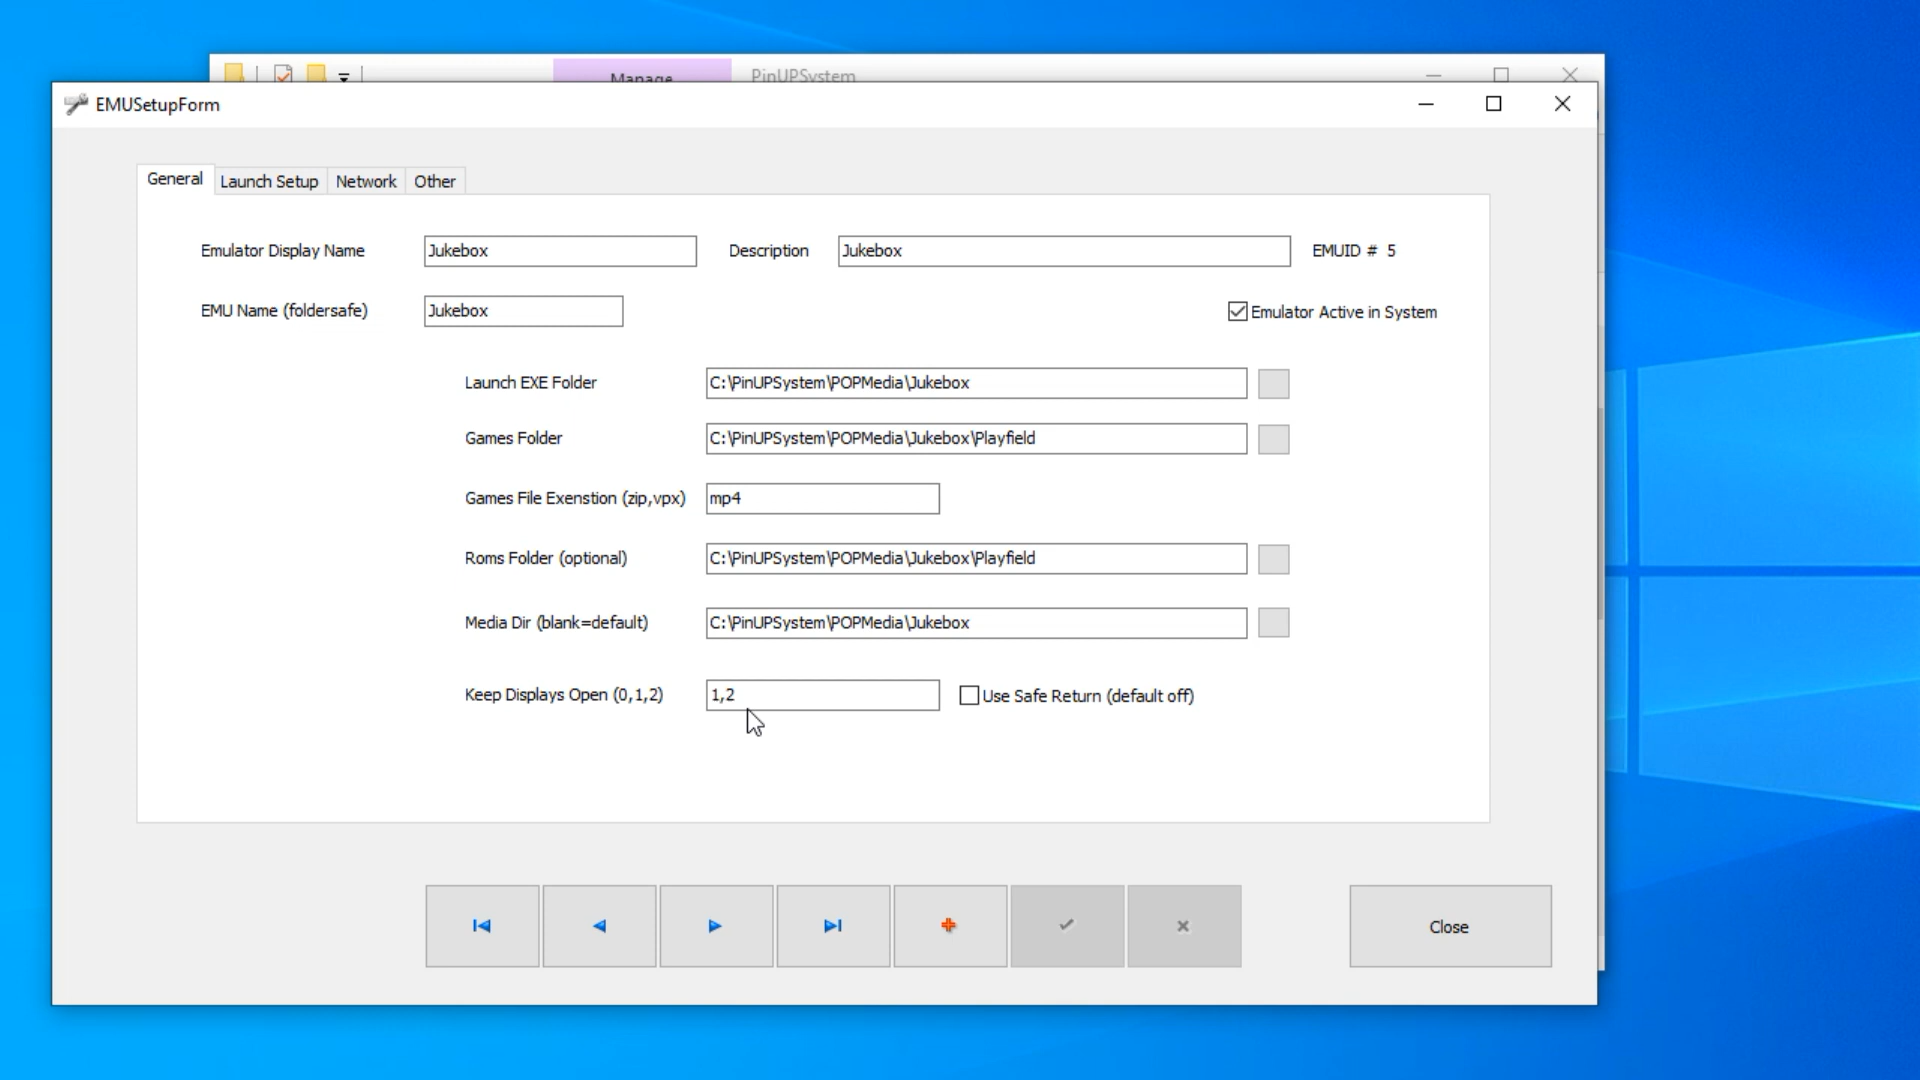 Manage PinUPSystem
EMUSetupForm
General Launch Setup Network Other
Emulator Display Name Jukebox Description Jukebox EMUID # 5
EMU Name (foldersafe) Jukebox Emulator Active in System
Launch EXE Folder C:\PinUPSystem\POPMedia\Jukebox
Games Folder C:\PinUPSystem\POPMedia\Jukebox\Playfield
Games File Exenstion (zip,vpx) mp4
Roms Folder (optional) C:\PinUPSystem\POPMedia\Jukebox\Playfield
Media Dir (blank=default) C:\PinUPSystem\POPMedia\Jukebox
Keep Displays Open (0,1,2) 1,2 Use Safe Return (default off)
Close